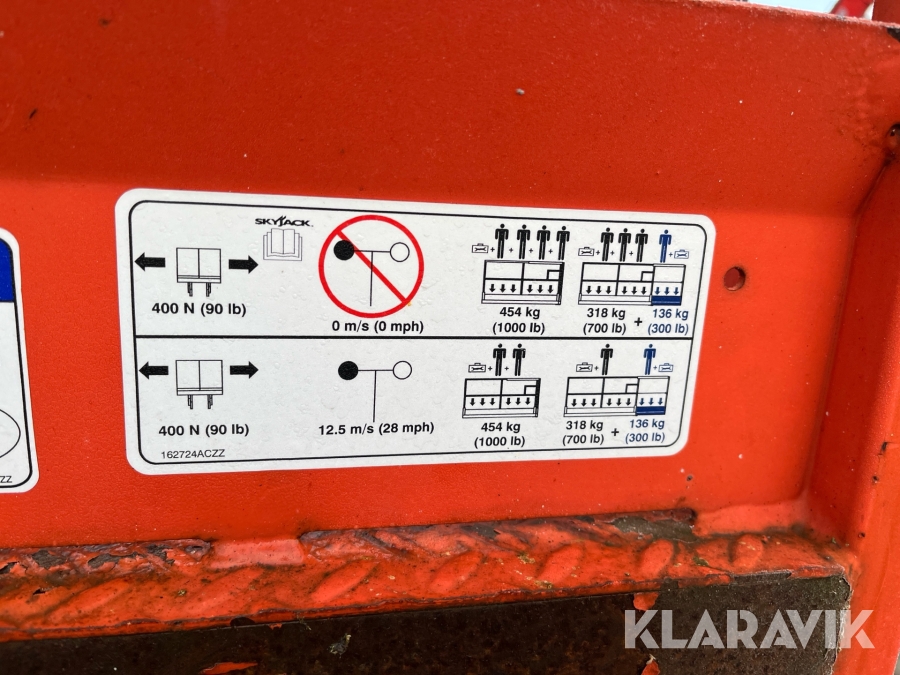 SKYJACK
400 N (90 lb)
0 m/s (0 mph)
454 kg
(1000 lb)
318 kg
(700 lb)
+
136 kg
(300 lb)
400 N (90 lb)
12.5 m/s (28 mph)
454 kg
(1000 lb)
318 kg
(700 lb)
+
136 kg
(300 lb)
162724ACZZ
ZZ
KLARAVIK